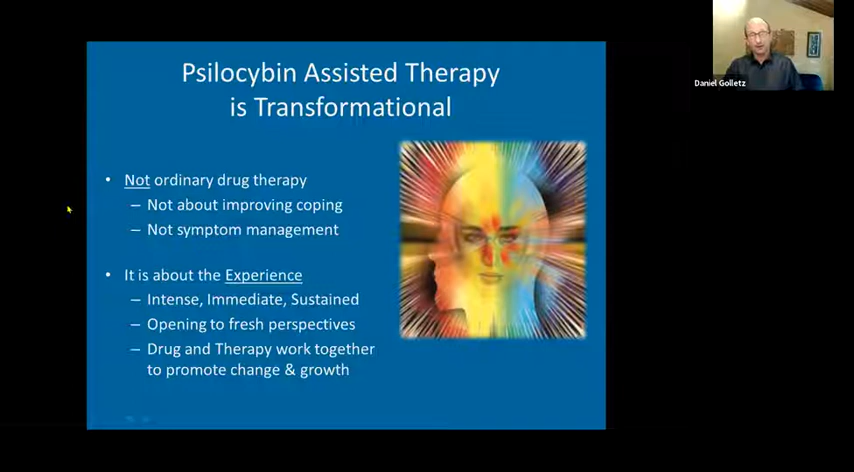 Psilocybin Assisted Therapy
is Transformational
• Not ordinary drug therapy
– Not about improving coping
– Not symptom management
• It is about the Experience
– Intense, Immediate, Sustained
– Opening to fresh perspectives
– Drug and Therapy work together
to promote change & growth
Daniel Golletz